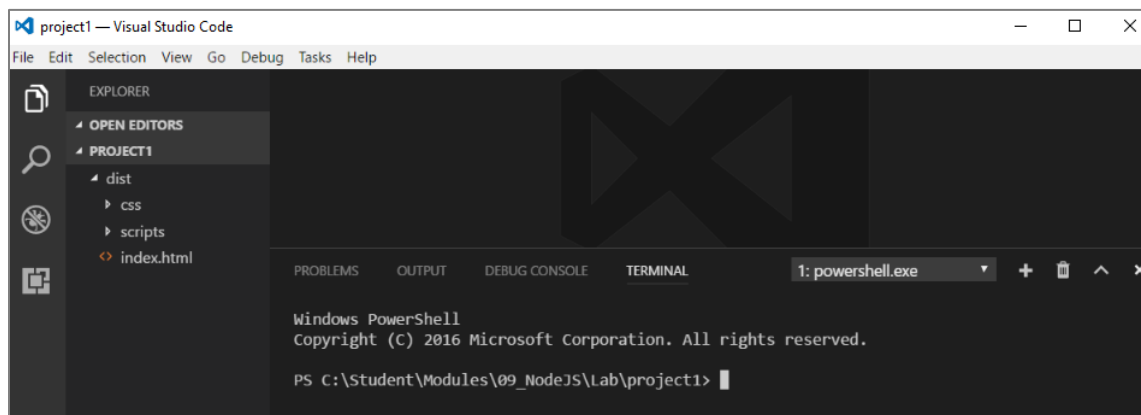 project1 — Visual Studio Code
File Edit Selection View Go Debug Tasks Help
EXPLORER
OPEN EDITORS
PROJECT1
dist
css
scripts
index.html
PROBLEMS OUTPUT DEBUG CONSOLE TERMINAL 1: powershell.exe
Windows PowerShell
Copyright (C) 2016 Microsoft Corporation. All rights reserved.
PS C:\Student\Modules\09_NodeJS\Lab\project1>